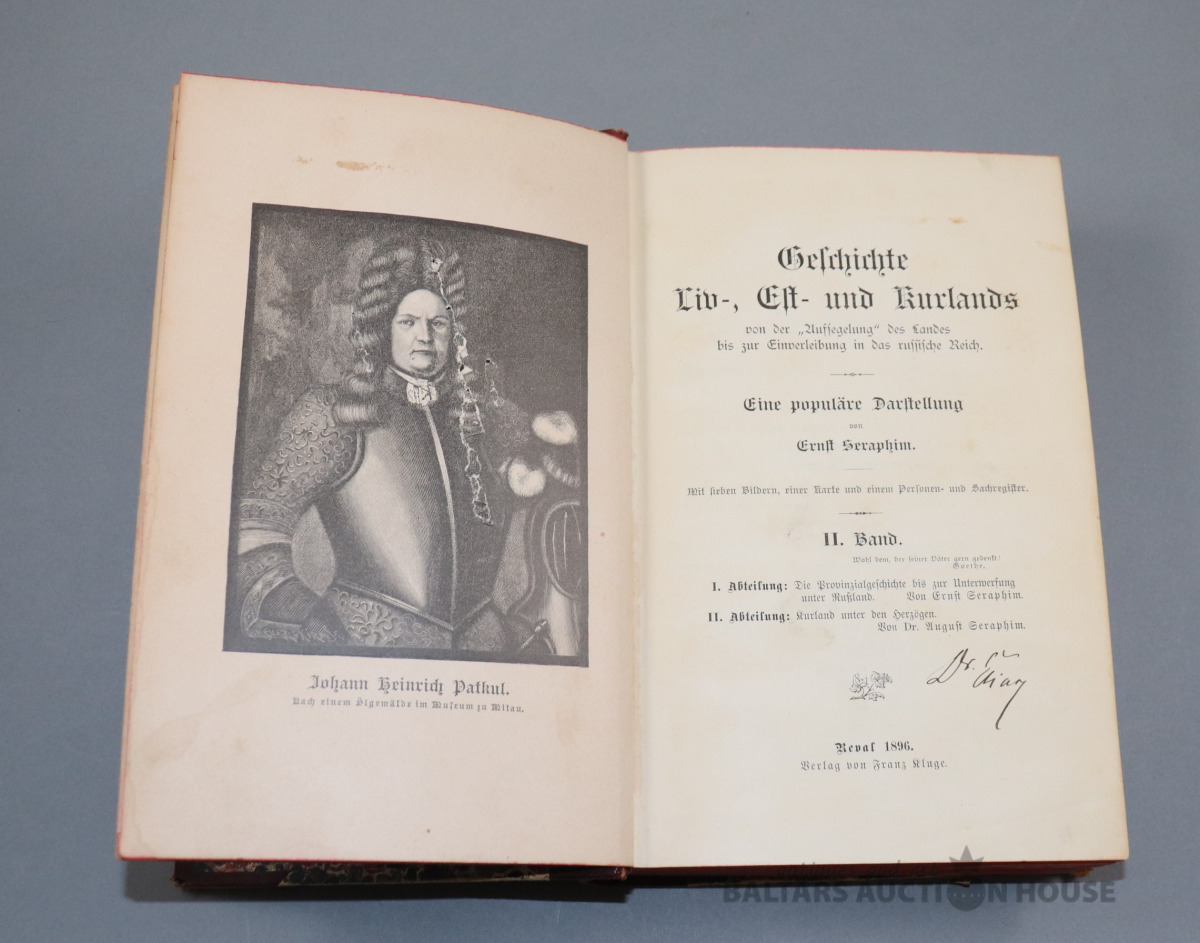 Johann Heinrich Patkul.
Nach einem Ölgemälde im Museum zu Mitau.
Geschichte
Liv-, Est- und Kurlands
von der „Aufsegelung“ des Landes
bis zur Einverleibung in das russische Reich.
Eine populäre Darstellung
von
Ernst Seraphim.
Mit sieben Bildern, einer Karte und einem Personen- und Sachregister.
II. Band.
Wohl dem, der seiner Väter gern gedenkt!
Goethe.
I. Abteilung: Die Provinzialgeschichte bis zur Unterwerfung
unter Rußland. Von Ernst Seraphim.
II. Abteilung: Kurland unter den Herzögen.
Von Dr. August Seraphim.
Dr.
Reval 1896.
Verlag von Franz Kluge.
BALTARS AUCTION HOUSE